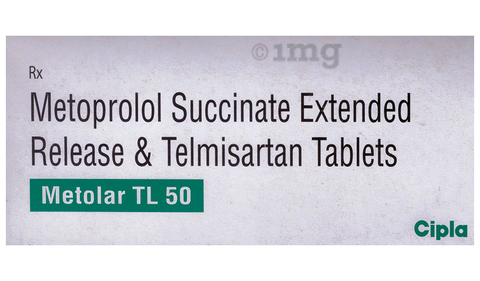 ©1mg
Rx
Metoprolol Succinate Extended
Release & Telmisartan Tablets
Metolar TL 50
Cipla